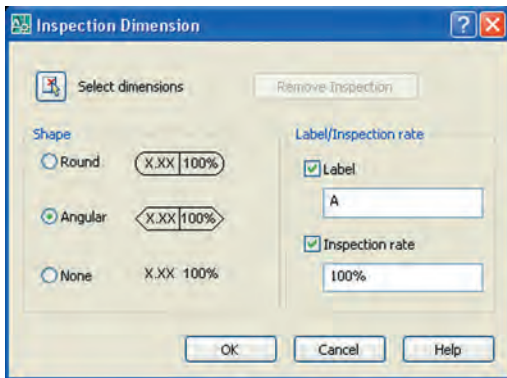 Inspection Dimension
Select dimensions
Remove Inspection
Shape
Round
X.XX 100%
Angular
X.XX 100%
None
X.XX 100%
Label/Inspection rate
Label
A
Inspection rate
100%
OK
Cancel
Help